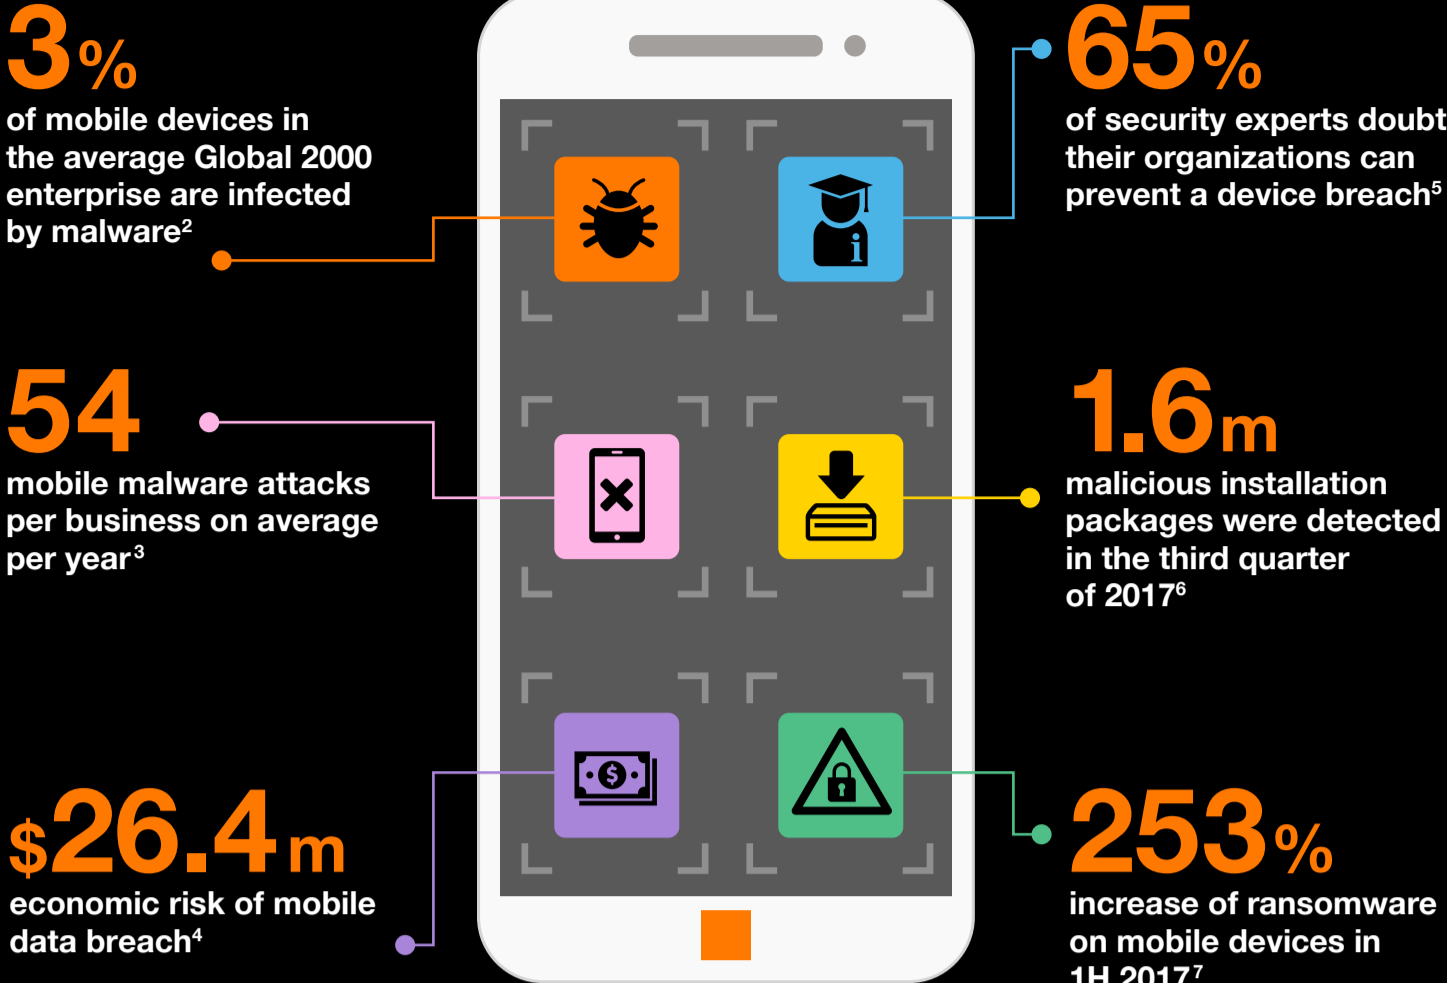 3%
of mobile devices in
the average Global 2000
enterprise are infected
by malware²
54
mobile malware attacks
per business on average
per year³
$26.4m
economic risk of mobile
data breach⁴
65%
of security experts doubt
their organizations can
prevent a device breach⁵
1.6m
malicious installation
packages were detected
in the third quarter
of 2017⁶
253%
increase of ransomware
on mobile devices in
1H 2017⁷
i
$